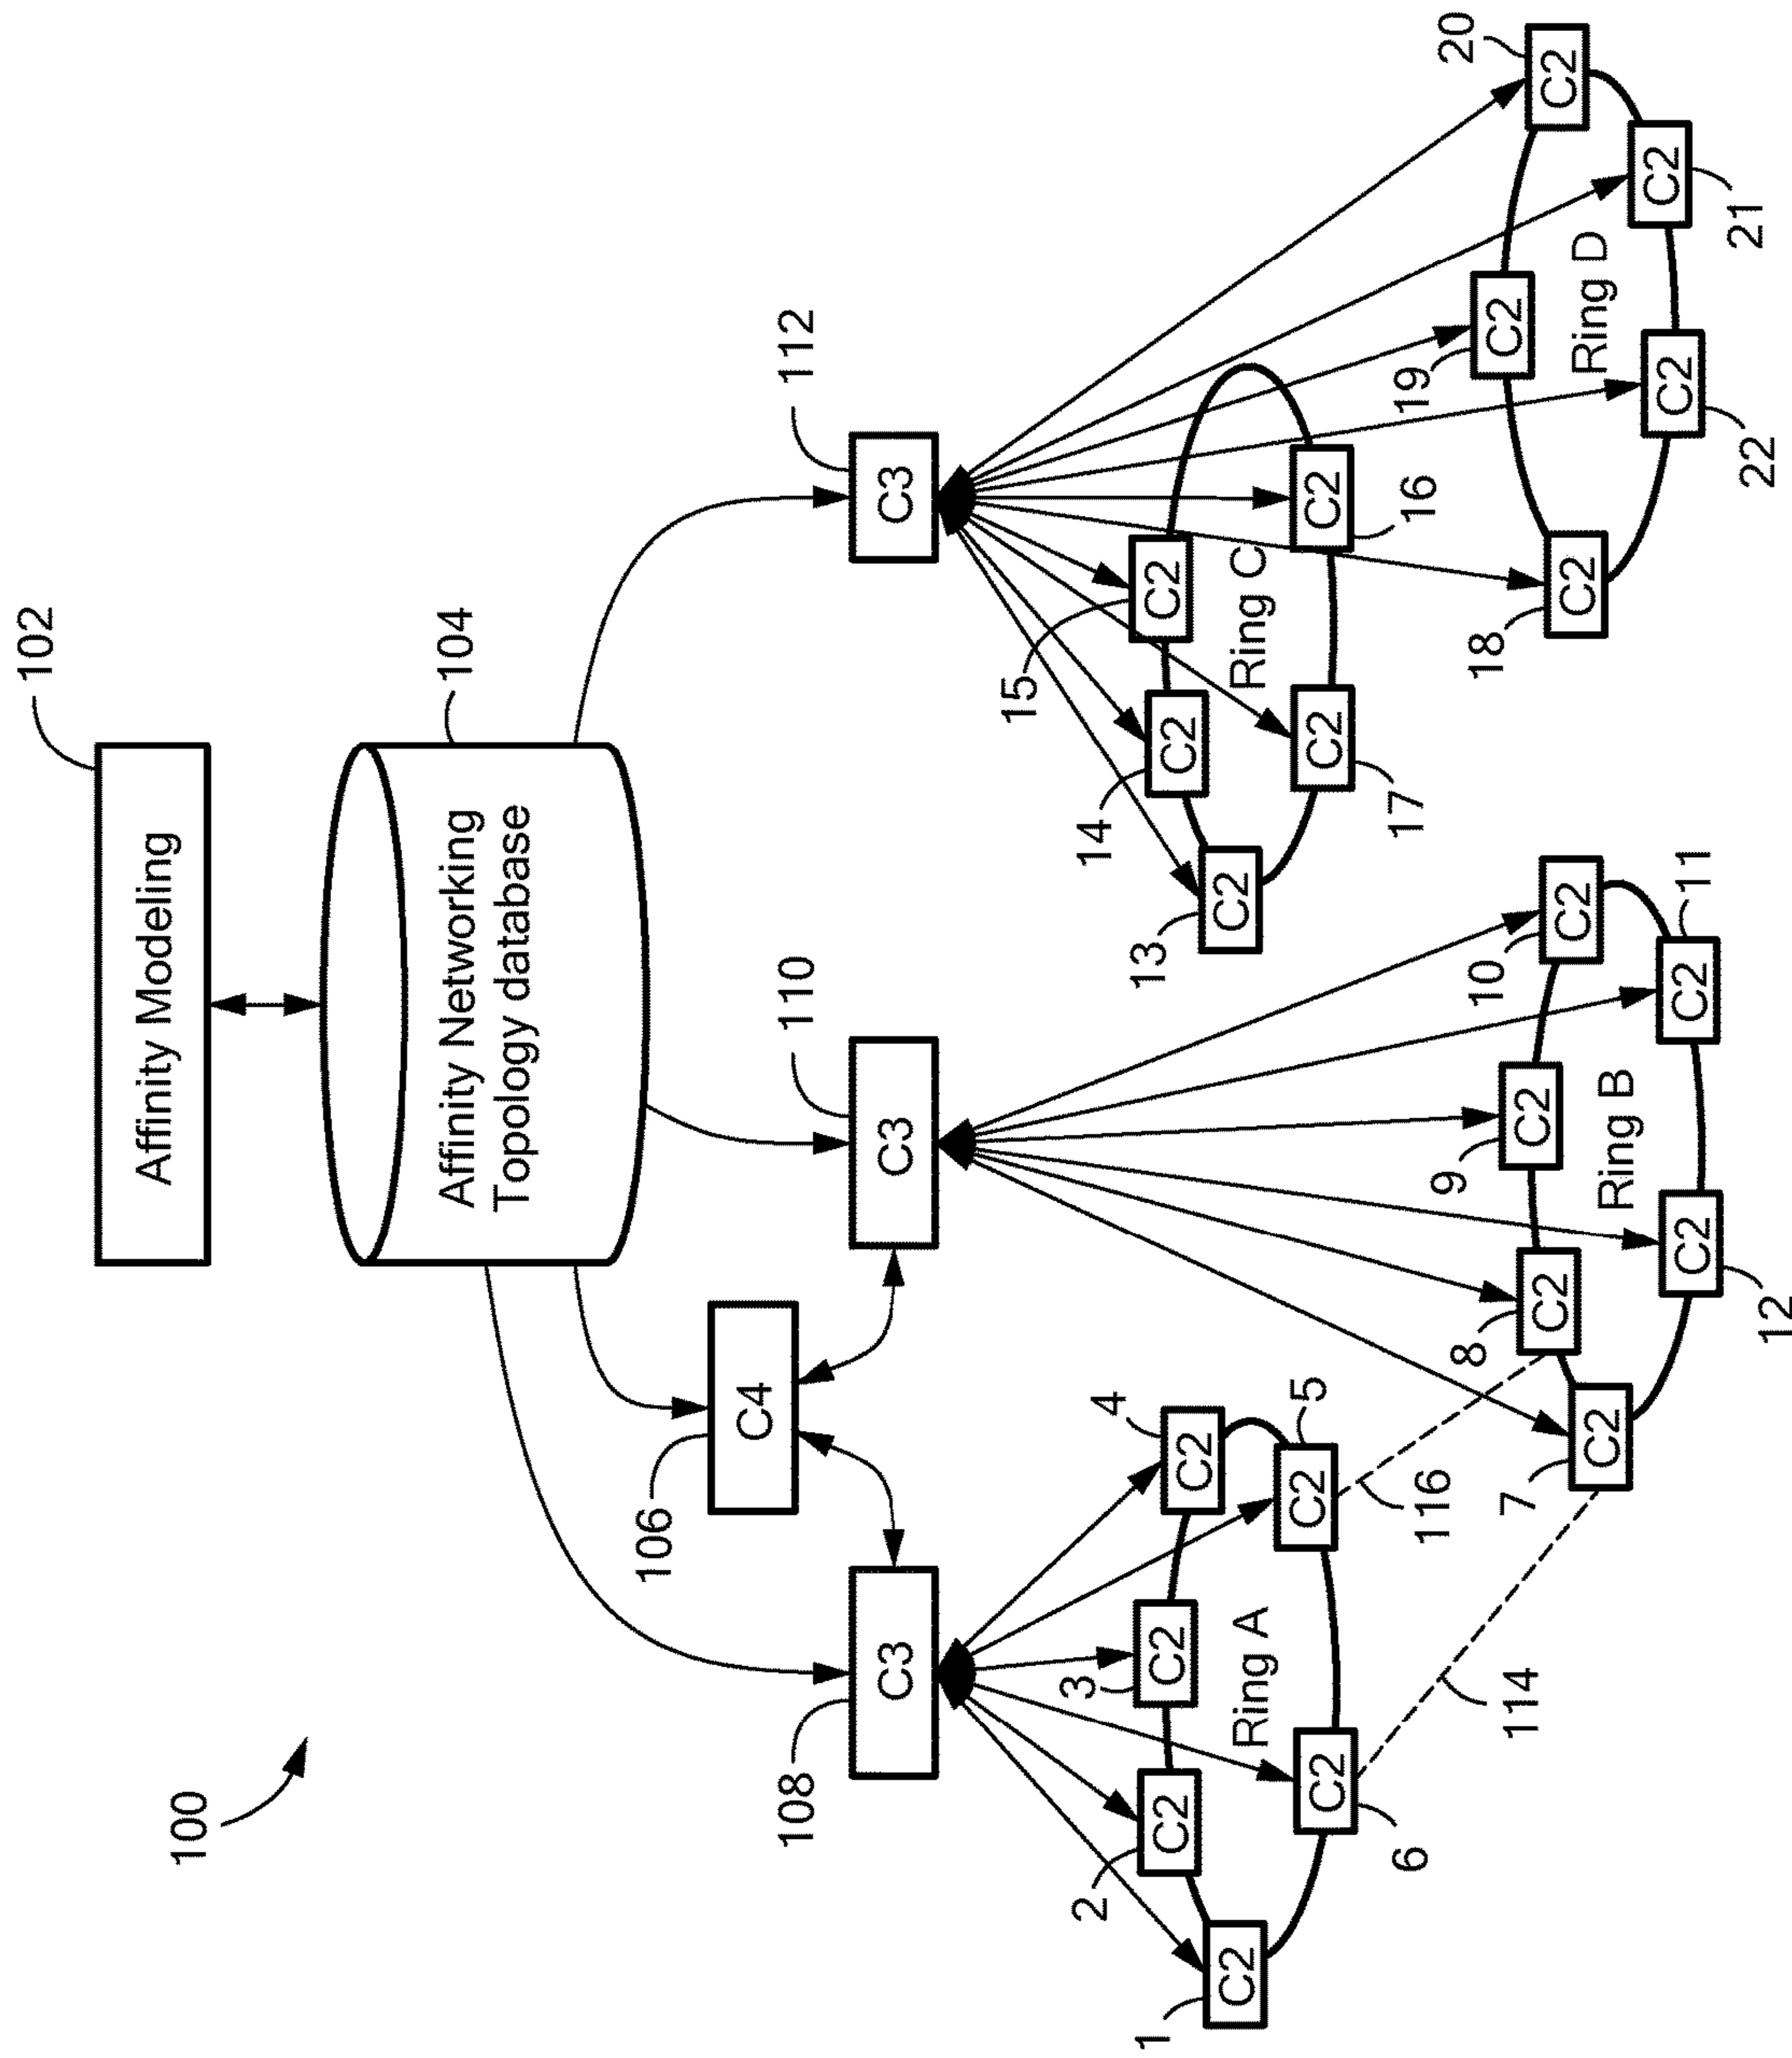 100
102
Affinity Modeling
104
Affinity Networking
Topology database
106
C4
108
C3
110
C3
112
C3
1
C2
2
C2
3
C2
4
C2
5
C2
6
C2
Ring A
114
116
7
C2
8
C2
9
C2
10
C2
11
C2
12
C2
Ring B
13
C2
14
C2
15
C2
16
C2
17
C2
Ring C
18
C2
19
C2
20
C2
21
C2
22
C2
Ring D